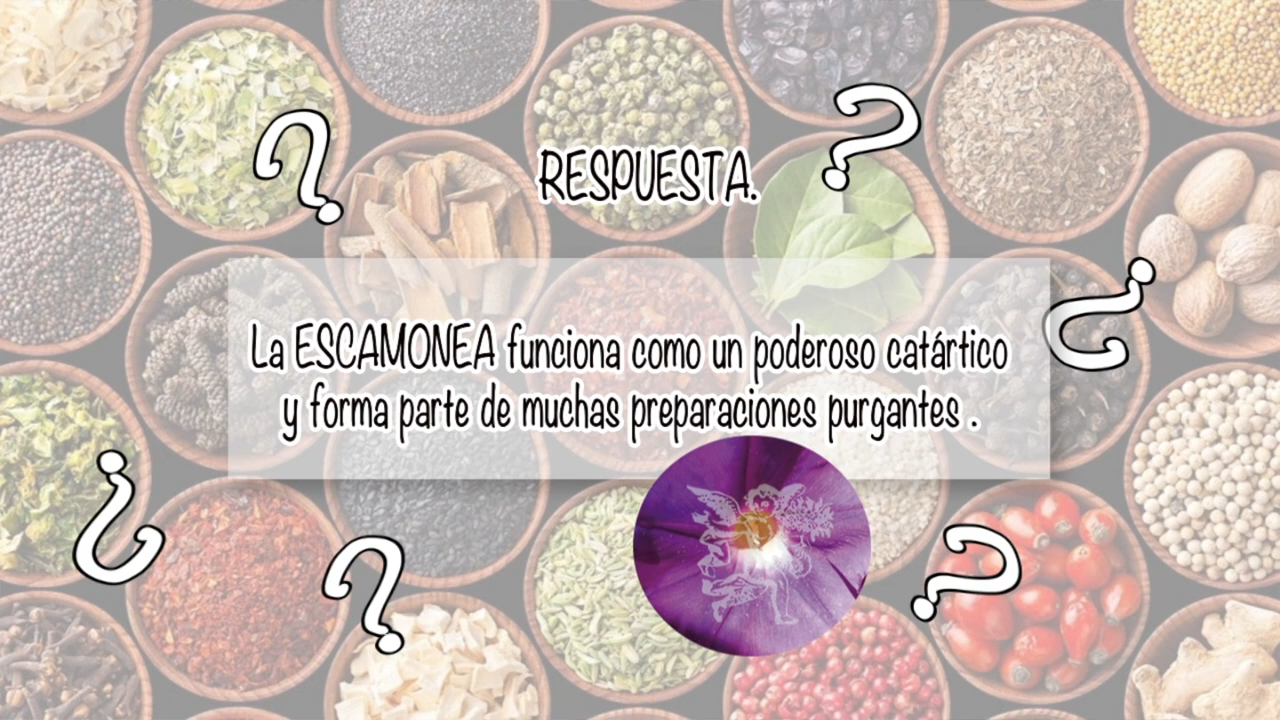 RESPUESTA.
La ESCAMONEA funciona como un poderoso catártico
y forma parte de muchas preparaciones purgantes .